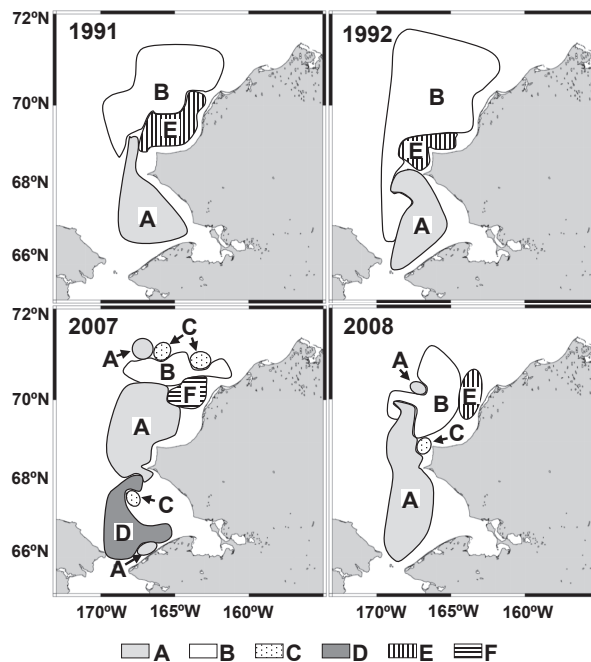 72ºN
1991
1992
70ºN
B
B
E
E
68ºN
A
A
66ºN
72ºN
2007
2008
C
A
B
A
70ºN
F
B
E
A
C
68ºN
C
A
D
66ºN
A
170ºW 165ºW 160ºW 170ºW 165ºW 160ºW
A B C D E F